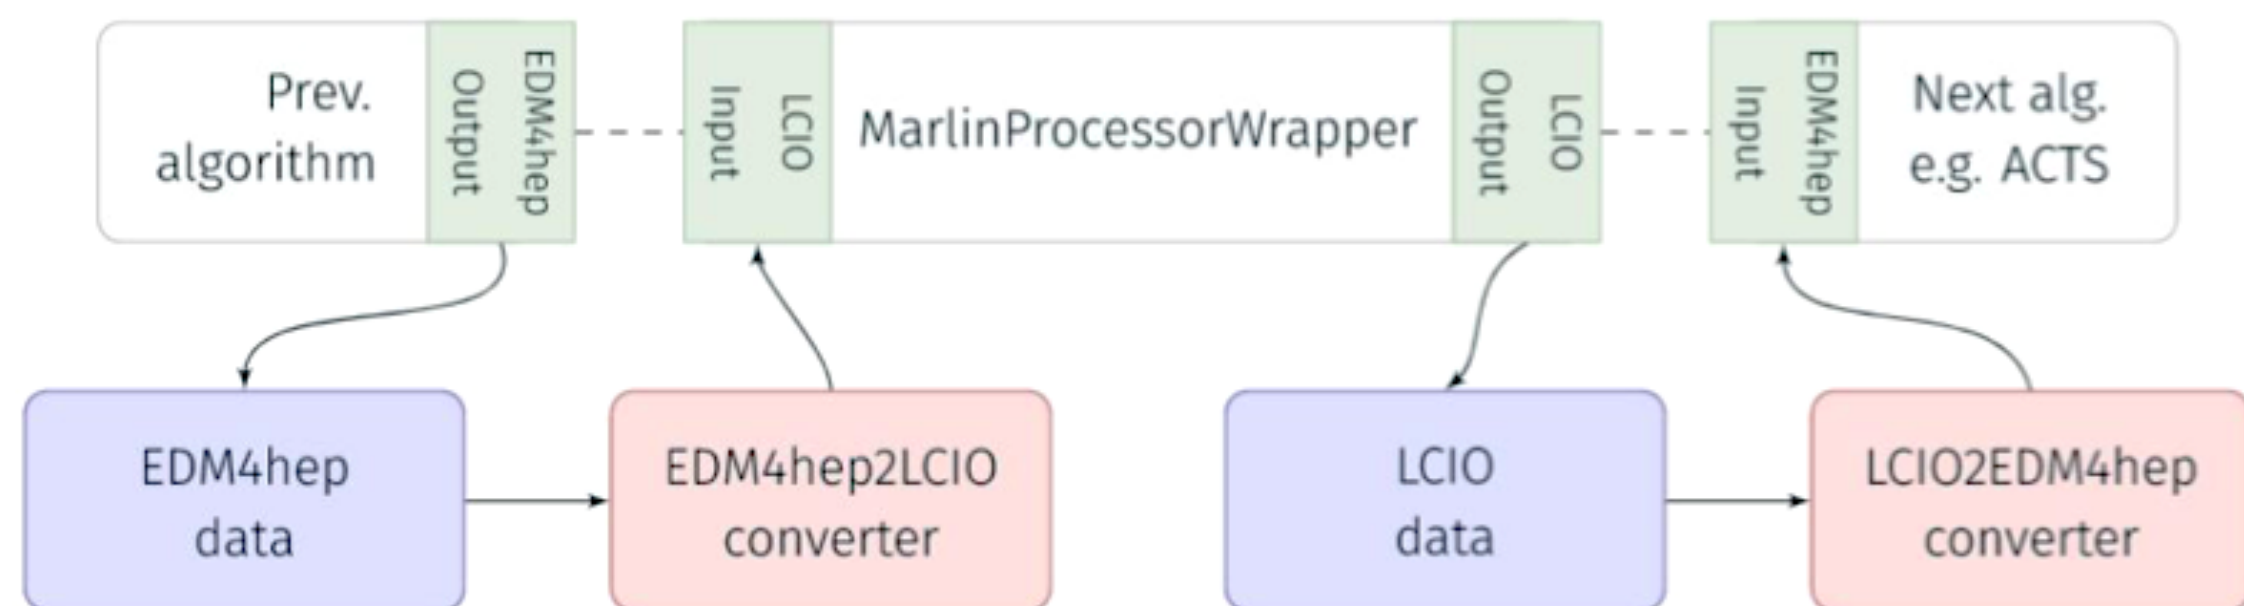 Prev.
algorithm
EDM4hep
Output
LCIO
Input
MarlinProcessorWrapper
LCIO
Output
EDM4hep
Input
Next alg.
e.g. ACTS
EDM4hep
data
EDM4hep2LCIO
converter
LCIO
data
LCIO2EDM4hep
converter